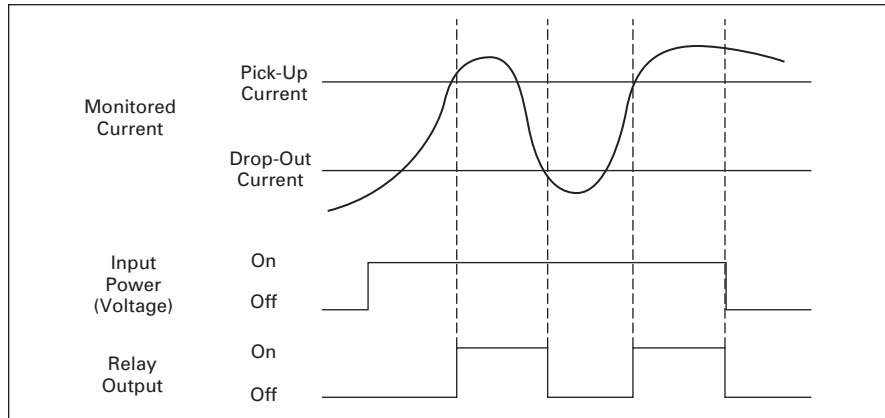 Monitored
Current
Pick-Up
Current
Drop-Out
Current
Input
Power
(Voltage)
On
Off
Relay
Output
On
Off